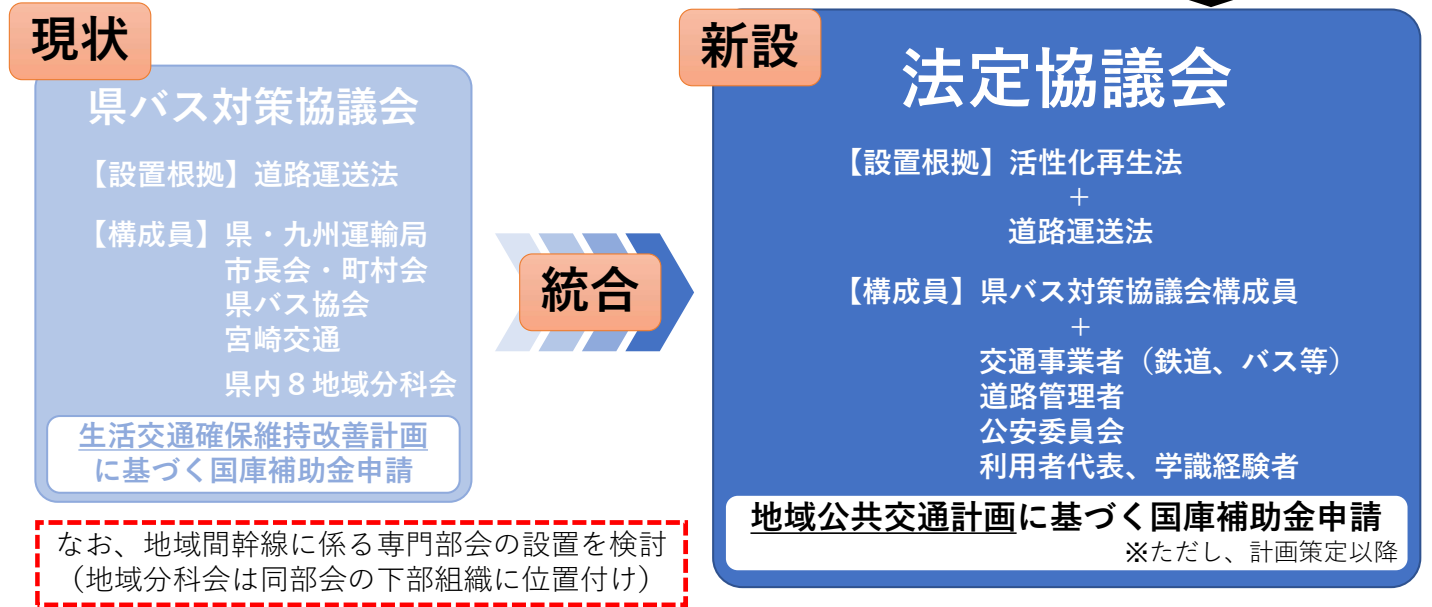 現状
県バス対策協議会
【設置根拠】道路運送法
【構成員】県・九州運輸局
市長会・町村会
県バス協会
宮崎交通
県内８地域分科会
生活交通確保維持改善計画
に基づく国庫補助金申請
なお、地域間幹線に係る専門部会の設置を検討
（地域分科会は同部会の下部組織に位置付け）
統合
新設
法定協議会
【設置根拠】活性化再生法
＋
道路運送法
【構成員】県バス対策協議会構成員
＋
交通事業者（鉄道、バス等）
道路管理者
公安委員会
利用者代表、学識経験者
地域公共交通計画に基づく国庫補助金申請
※ただし、計画策定以降